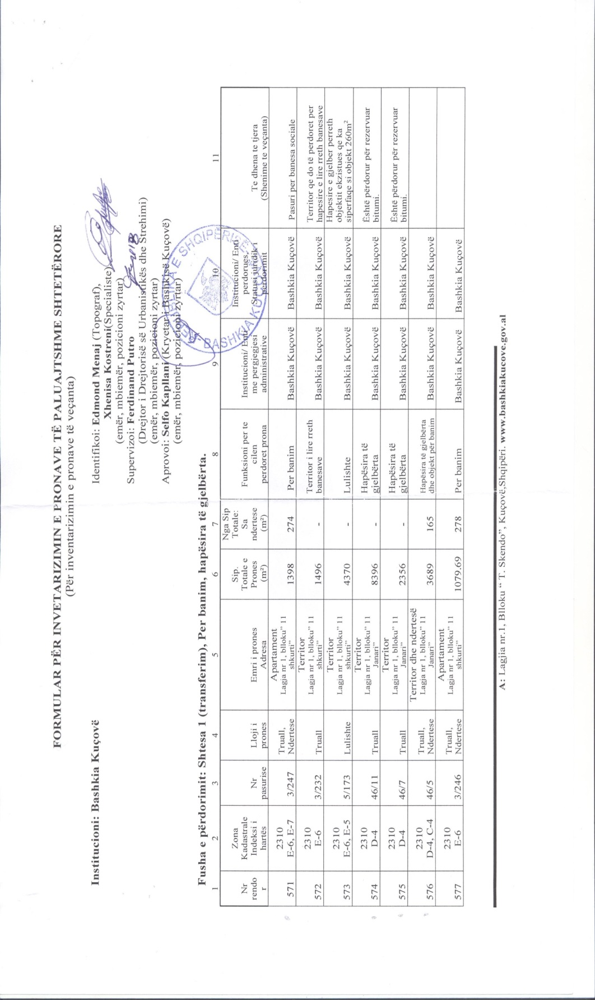 FORMULAR PËR INVETARIZIMIN E PRONAVE TË PALUAJTSHME SHTETËRORE
(Për inventarizimin e pronave të veçanta)
Institucioni: Bashkia Kuçovë
Identifikoi: Edmond Menaj (Topograf),
Xhenisa Kostreni(Specialiste)
(emër, mbiemër, pozicioni zyrtar)
Supervizoi: Ferdinand Putro
(Drejtor i Drejtorisë së Urbanistikës dhe Strehimi)
(emër, mbiemër, pozicioni zyrtar)
Aprovoi: Selfo Kapllani (Kryetar i Bashkisë Kuçovë)
(emër, mbiemër, pozicioni zyrtar)
BASHKIA KUÇOVË
Fusha e përdorimit: Shtesa 1 (transferim), Per banim, hapësira të gjelbërta.
1 2 3 4 5 6 7 8 9 10 11
Nr rendo r
Zona Kadastrale Indeksi i hartës
Nr pasurise
Lloji i prones
Emri i prones Adresa
Sip. Totale e Prones (m²)
Nga Sip Totale: Sa ndertese (m²)
Funksioni per te cilen perdoret prona
Institucioni/ Enti me pergjegjesi administrative
Institucioni/ Enti perdorues, Statusi juridik i përdorimit
Te dhena te tjera (Shenime te veçanta)
571 2310 E-6, E-7 3/247 Truall, Ndertese Apartament Lagja nr 1, blloku" 11 shkurti" 1398 274 Per banim Bashkia Kuçovë Bashkia Kuçovë Pasuri per banesa sociale
572 2310 E-6 3/232 Truall Territor Lagja nr 1, blloku" 11 shkurti" 1496 - Territor i lire rreth banesave Bashkia Kuçovë Bashkia Kuçovë Territor qe do të perdoret per hapesire e lire rreth banesave
573 2310 E-6, E-5 5/173 Lulishte Territor Lagja nr 1, blloku" 11 shkurti" 4370 - Lulishte Bashkia Kuçovë Bashkia Kuçovë Hapesire e gjelber perreth objektit ekzistues qe ka siperfaqe si objekt 260m²
574 2310 D-4 46/11 Truall Territor Lagja nr 1, blloku" 11 Janari" 8396 - Hapësira të gjelbërta Bashkia Kuçovë Bashkia Kuçovë Është përdorur për rezervuar bitumi.
575 2310 D-4 46/7 Truall Territor Lagja nr 1, blloku" 11 Janari" 2356 - Hapësira të gjelbërta Bashkia Kuçovë Bashkia Kuçovë Është përdorur për rezervuar bitumi.
576 2310 D-4, C-4 46/5 Truall, Ndertese Territor dhe ndertesë Lagja nr 1, blloku" 11 Janari" 3689 165 Hapësira të gjelbërta dhe objekt për banim Bashkia Kuçovë Bashkia Kuçovë
577 2310 E-6 3/246 Truall, Ndertese Apartament Lagja nr 1, blloku" 11 shkurti" 1079.69 278 Per banim Bashkia Kuçovë Bashkia Kuçovë
A: Lagjia nr.1, Blloku “ T. Skendo”, Kuçovë,Shqipëri. www.bashkiakucove.gov.al